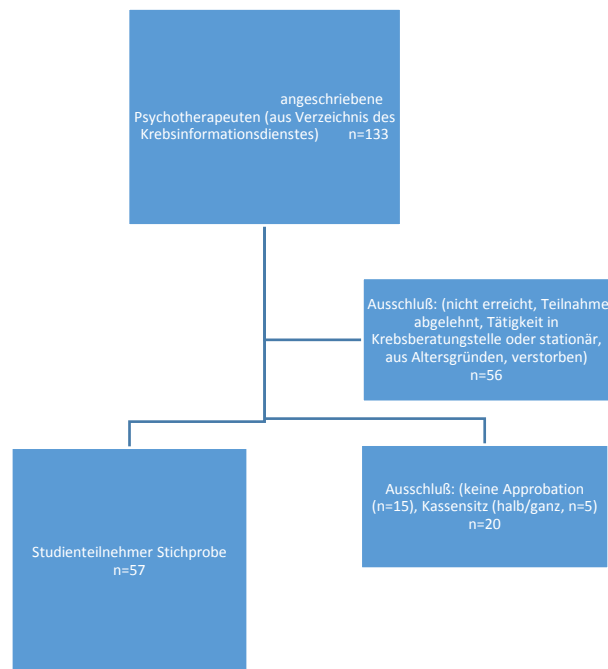 angeschriebene
Psychotherapeuten (aus Verzeichnis des
Krebsinformationsdienstes) n=133
Ausschluß: (nicht erreicht, Teilnahme
abgelehnt, Tätigkeit in
Krebsberatungstelle oder stationär,
aus Altersgründen, verstorben)
n=56
Ausschluß: (keine Approbation
(n=15), Kassensitz (halb/ganz, n=5)
n=20
Studienteilnehmer Stichprobe
n=57